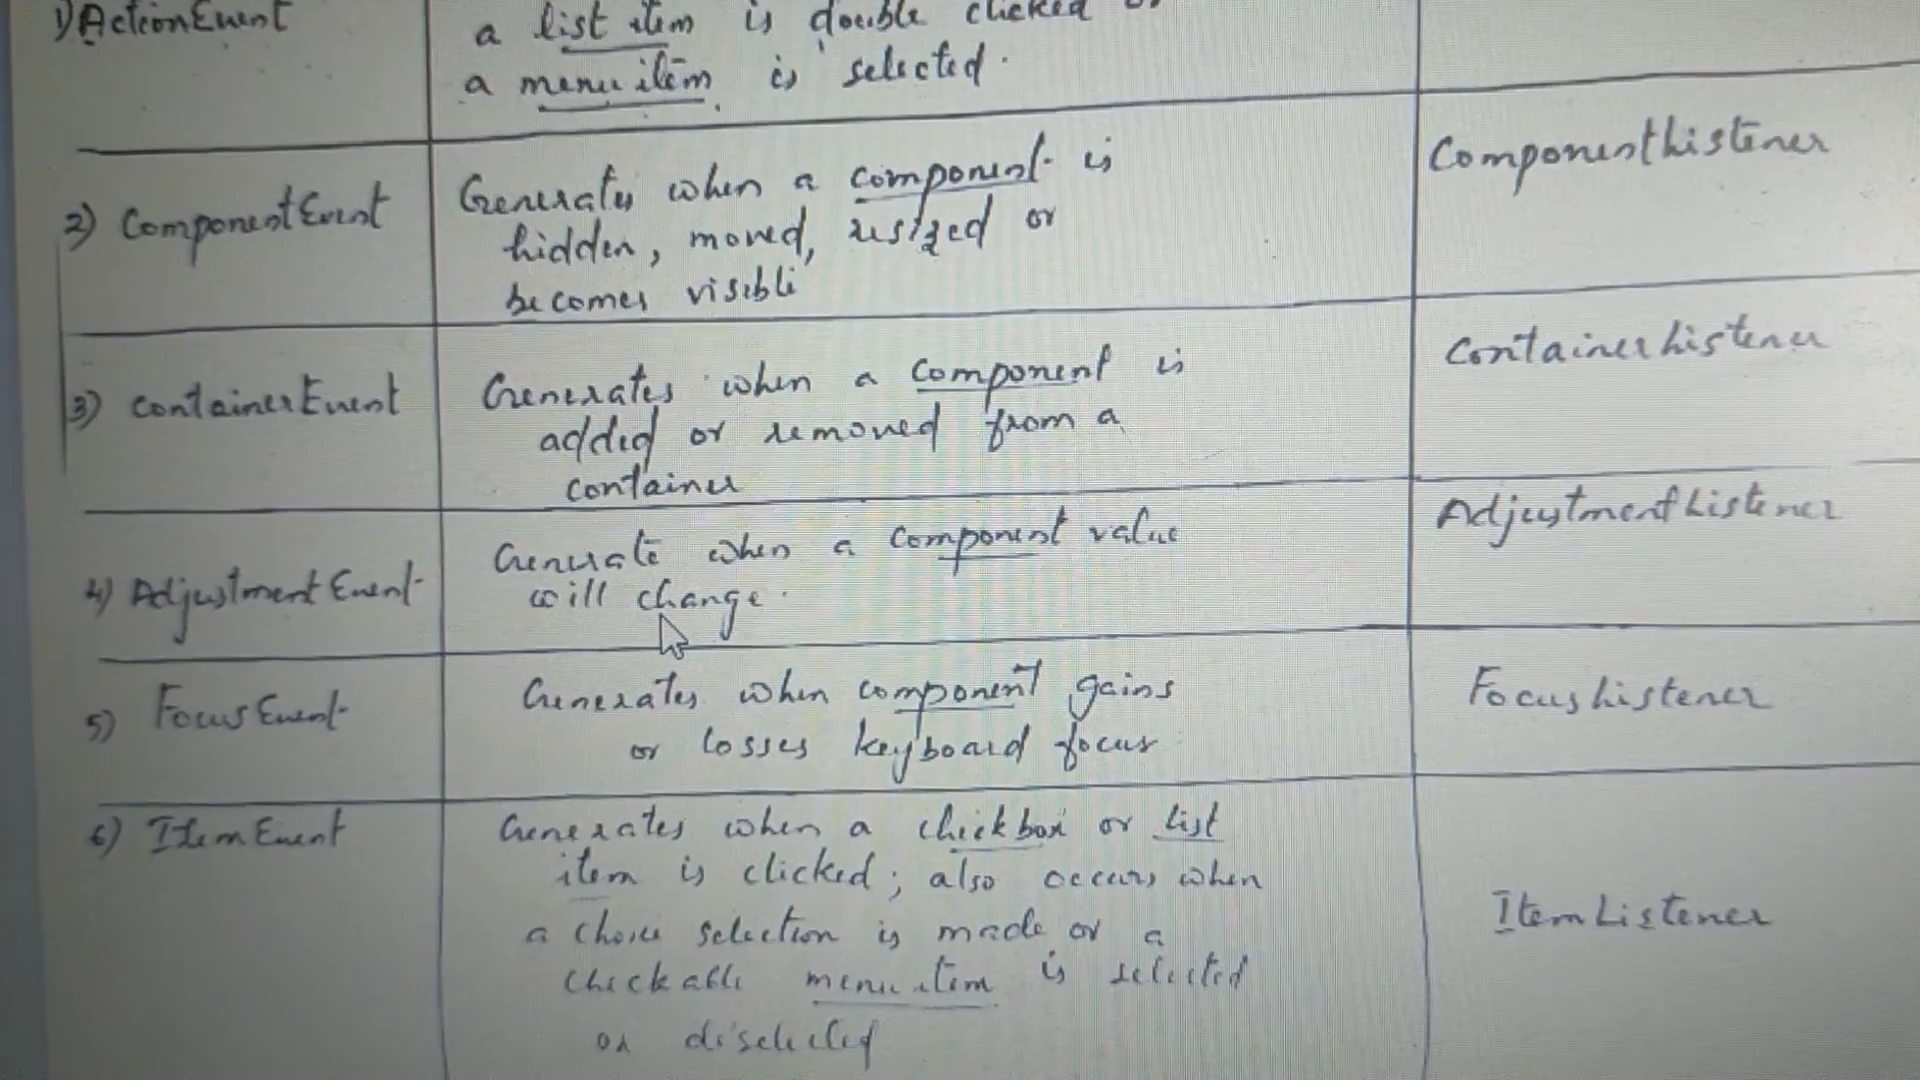 1) ActionEvent
a list item is double clicked or
a menu item is selected.
2) ComponentEvent
Generates when a component is
hidden, moved, resized or
becomes visible
ComponentListener
3) ContainerEvent
Generates when a component is
added or removed from a
container
ContainerListener
4) AdjustmentEvent
Generate when a component value
will change.
AdjustmentListener
5) FocusEvent
Generates when component gains
or losses keyboard focus
FocusListener
6) ItemEvent
Generates when a checkbox or list
item is clicked; also occurs when
a choice selection is made or a
checkable menu item is selected
or diselected
ItemListener